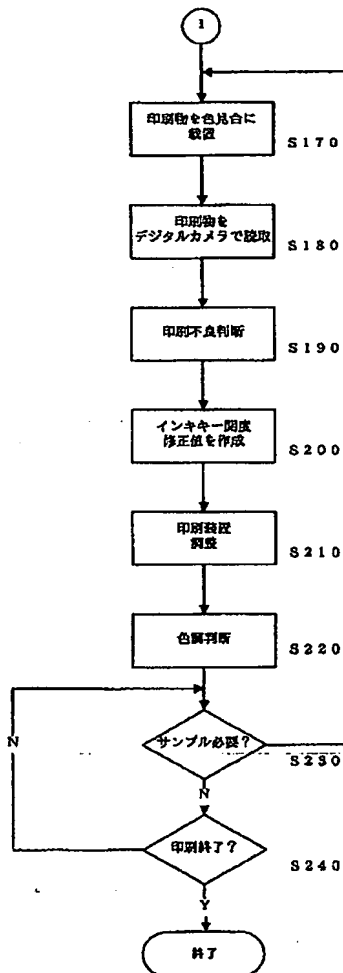 1
印刷物を色見台に
載置
S170
印刷物を
デジタルカメラで読取
S180
印刷不良判断
S190
インキキー開度
修正値を作成
S200
印刷装置
調整
S210
色調判断
S220
N
サンプル必要?
S230
N
印刷終了?
S240
Y
終了